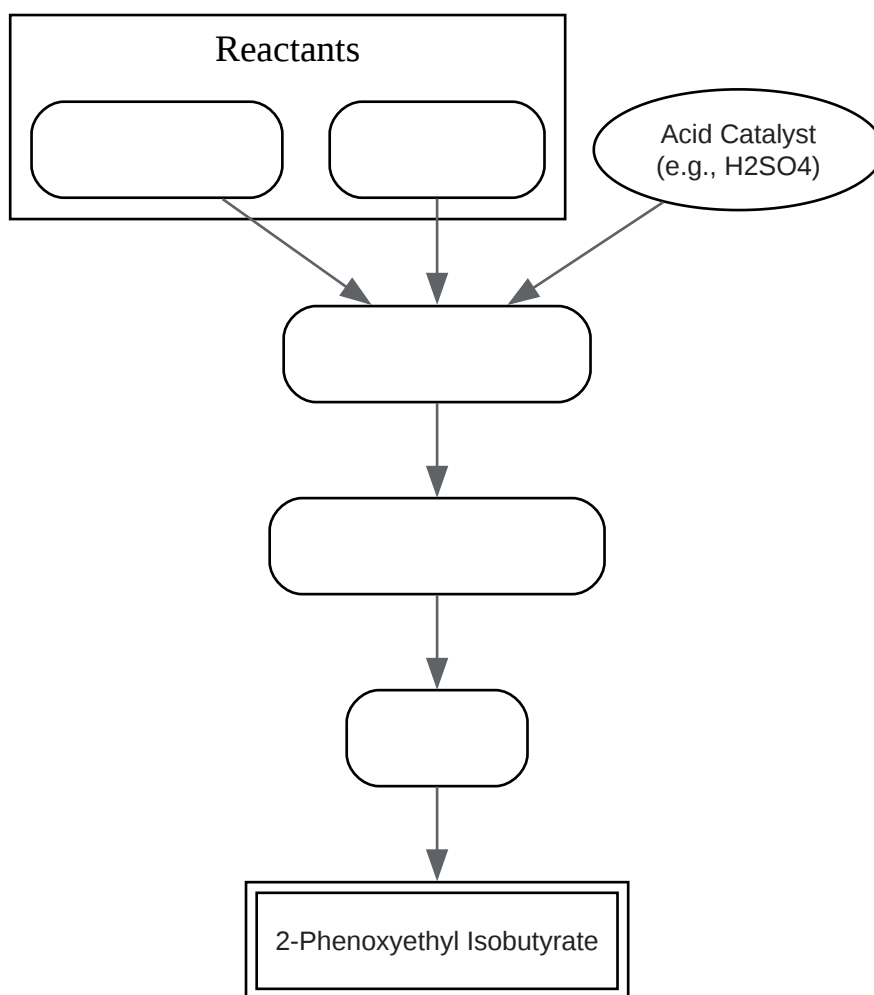 Reactants
Acid Catalyst
(e.g., H2SO4)
2-Phenoxyethyl Isobutyrate